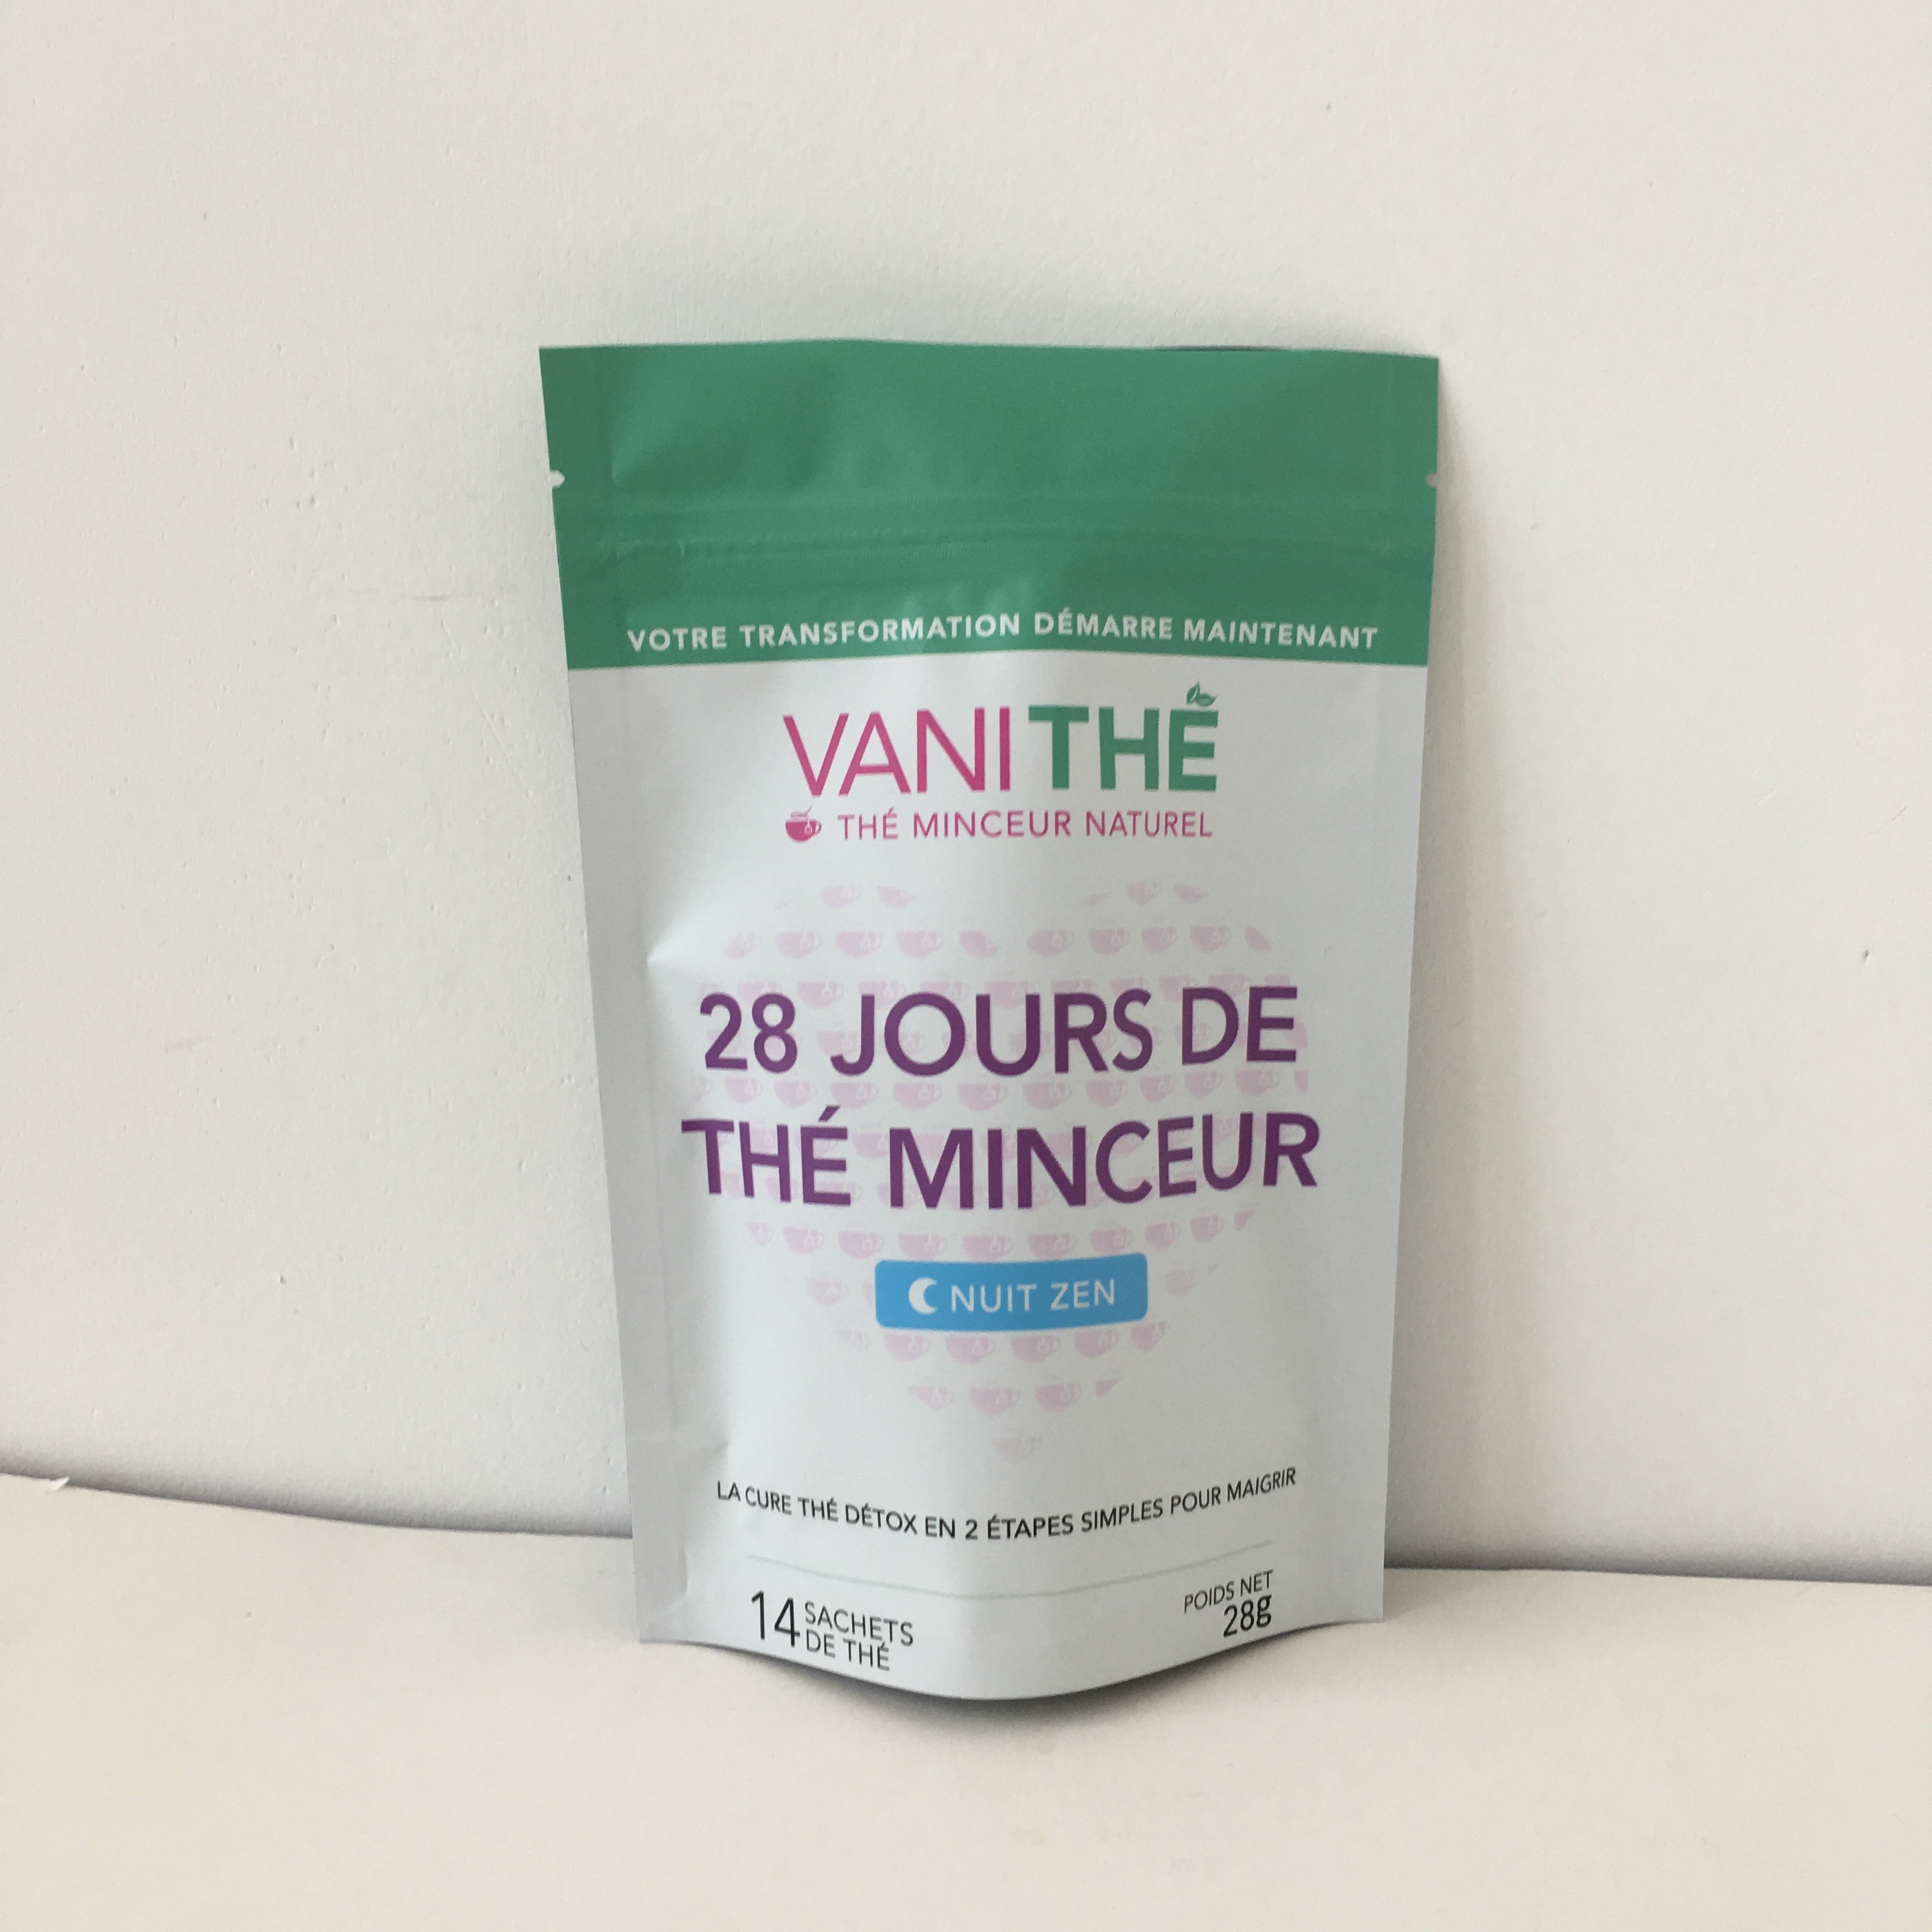 VOTRE TRANSFORMATION DÉMARRE MAINTENANT
VANITHÉ
THÉ MINCEUR NATUREL
28 JOURS DE
THÉ MINCEUR
NUIT ZEN
LA CURE THÉ DÉTOX EN 2 ÉTAPES SIMPLES POUR MAIGRIR
14 SACHETS
DE THÉ
POIDS NET
28g